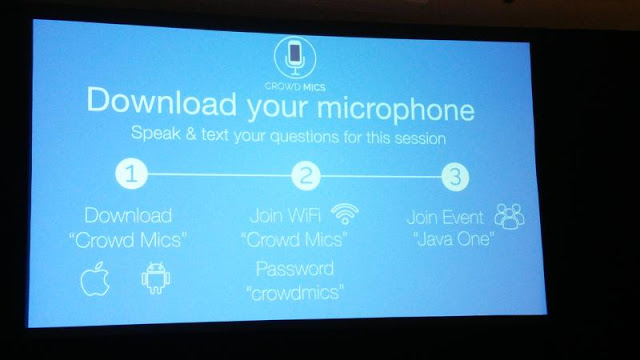 CROWD MICS
Download your microphone
Speak & text your questions for this session
1
2
3
Download
"Crowd Mics"
Join WiFi
"Crowd Mics"
Password
"crowdmics"
Join Event
"Java One"